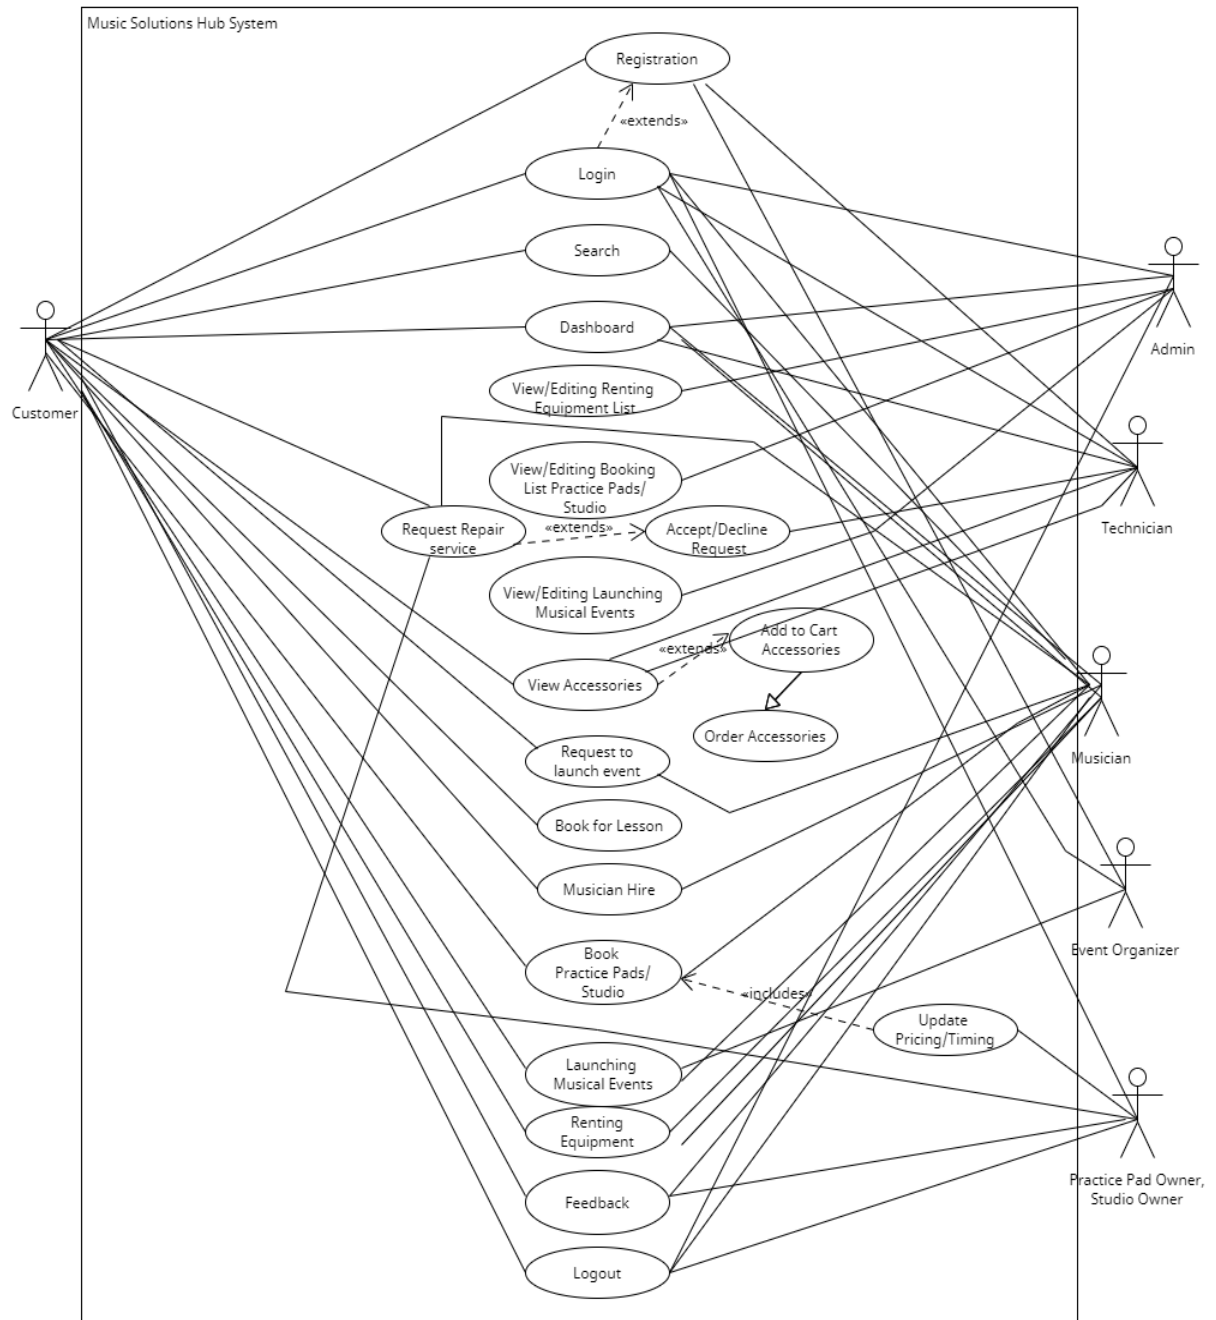 Music Solutions Hub System
Registration
«extends»
Login
Search
Admin
Dashboard
Customer
View/Editing Renting
Equipment List
View/Editing Booking
List Practice Pads/
Studio
Request Repair
service
«extends»
Accept/Decline
Request
Technician
View/Editing Launching
Musical Events
Add to Cart
Accessories
«extends»
View Accessories
Order Accessories
Request to
launch event
Musician
Book for Lesson
Musician Hire
Book
Practice Pads/
Studio
Event Organizer
«includes»
Update
Pricing/Timing
Launching
Musical Events
Renting
Equipment
Practice Pad Owner,
Studio Owner
Feedback
Logout